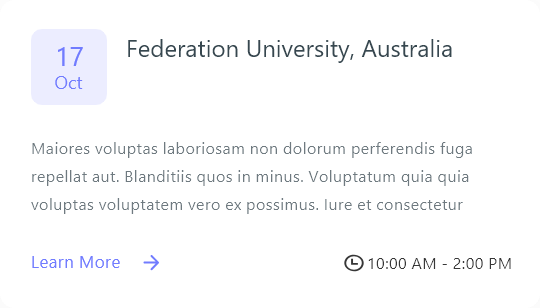 17
Oct
Federation University, Australia
Maiores voluptas laboriosam non dolorum perferendis fuga
repellat aut. Blanditiis quos in minus. Voluptatum quia quia
voluptas voluptatem vero ex possimus. Iure et consectetur
Learn More
10:00 AM - 2:00 PM